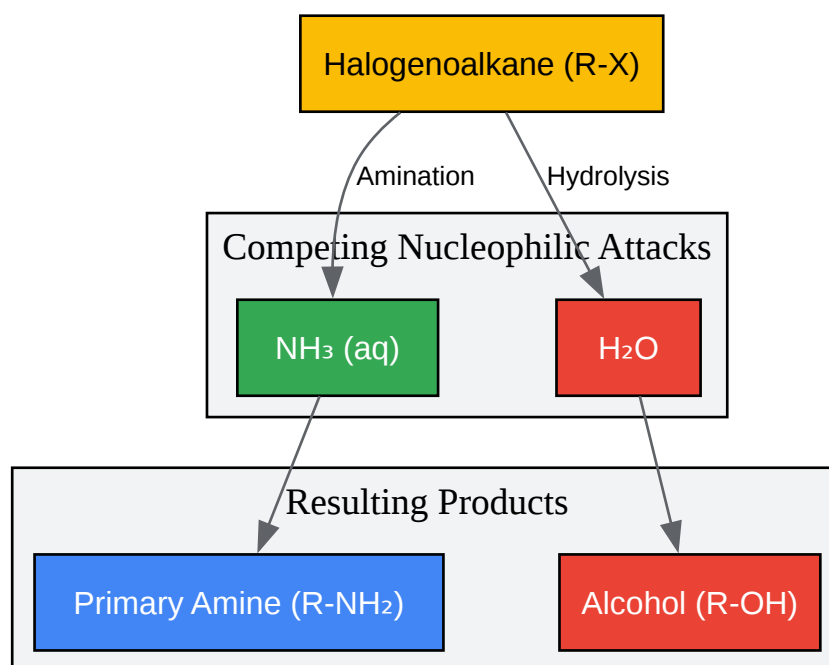 Halogenoalkane (R-X)
Amination
Hydrolysis
Competing Nucleophilic Attacks
NH₃ (aq)
H₂O
Resulting Products
Primary Amine (R-NH₂)
Alcohol (R-OH)